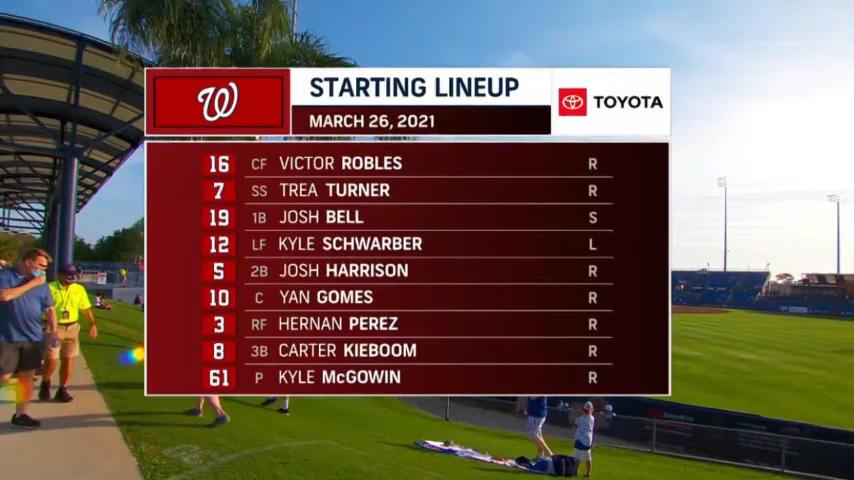 W
STARTING LINEUP
MARCH 26, 2021
TOYOTA
16 CF VICTOR ROBLES R
7 SS TREA TURNER R
19 1B JOSH BELL S
12 LF KYLE SCHWARBER L
5 2B JOSH HARRISON R
10 C YAN GOMES R
3 RF HERNAN PEREZ R
8 3B CARTER KIEBOOM R
61 P KYLE McGOWIN R